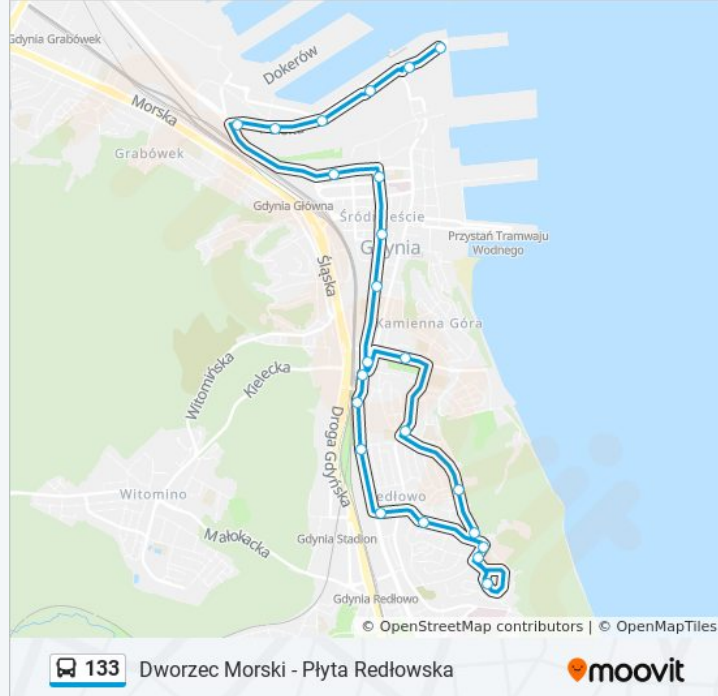 Gdynia Grabówek
Dokerów
Morska
Grabówek
Gdynia Główna
Śródmieście
Gdynia
Przystań Tramwaju
Wodnego
Śląska
Kamienna Góra
Witomińska
Kielecka
Droga Gdyńska
Witomino
Redłowo
Małokacka
Gdynia Stadion
Gdynia Redłowo
© OpenStreetMap contributors | © OpenMapTiles
133 Dworzec Morski - Płyta Redłowska
moovit